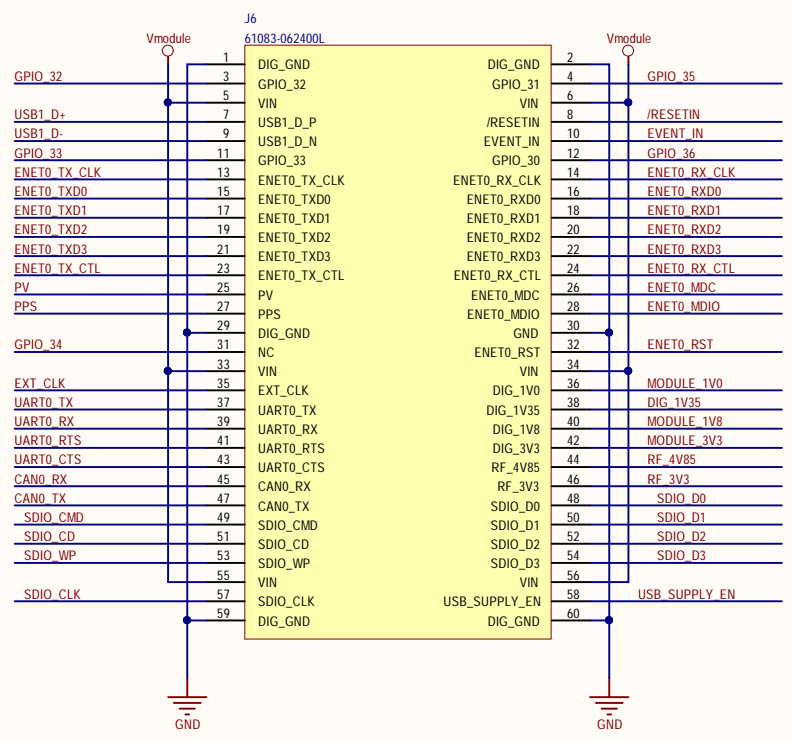 J6
61083-062400L
Vmodule Vmodule
1 DIG_GND DIG_GND 2
GPIO_32 3 GPIO_32 GPIO_31 4 GPIO_35
5 VIN VIN 6
USB1_D+ 7 USB1_D_P /RESETIN 8 /RESETIN
USB1_D- 9 USB1_D_N EVENT_IN 10 EVENT_IN
GPIO_33 11 GPIO_33 GPIO_30 12 GPIO_36
ENET0_TX_CLK 13 ENET0_TX_CLK ENET0_RX_CLK 14 ENET0_RX_CLK
ENET0_TXD0 15 ENET0_TXD0 ENET0_RXD0 16 ENET0_RXD0
ENET0_TXD1 17 ENET0_TXD1 ENET0_RXD1 18 ENET0_RXD1
ENET0_TXD2 19 ENET0_TXD2 ENET0_RXD2 20 ENET0_RXD2
ENET0_TXD3 21 ENET0_TXD3 ENET0_RXD3 22 ENET0_RXD3
ENET0_TX_CTL 23 ENET0_TX_CTL ENET0_RX_CTL 24 ENET0_RX_CTL
PV 25 PV ENET0_MDC 26 ENET0_MDC
PPS 27 PPS ENET0_MDIO 28 ENET0_MDIO
29 DIG_GND GND 30
GPIO_34 31 NC ENET0_RST 32 ENET0_RST
33 VIN VIN 34
EXT_CLK 35 EXT_CLK DIG_1V0 36 MODULE_1V0
UART0_TX 37 UART0_TX DIG_1V35 38 DIG_1V35
UART0_RX 39 UART0_RX DIG_1V8 40 MODULE_1V8
UART0_RTS 41 UART0_RTS DIG_3V3 42 MODULE_3V3
UART0_CTS 43 UART0_CTS RF_4V85 44 RF_4V85
CAN0_RX 45 CAN0_RX RF_3V3 46 RF_3V3
CAN0_TX 47 CAN0_TX SDIO_D0 48 SDIO_D0
SDIO_CMD 49 SDIO_CMD SDIO_D1 50 SDIO_D1
SDIO_CD 51 SDIO_CD SDIO_D2 52 SDIO_D2
SDIO_WP 53 SDIO_WP SDIO_D3 54 SDIO_D3
55 VIN VIN 56
SDIO_CLK 57 SDIO_CLK USB_SUPPLY_EN 58 USB_SUPPLY_EN
59 DIG_GND DIG_GND 60
GND GND